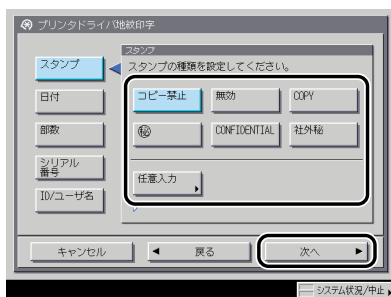 プリンタドライバ地紋印字
スタンプ
スタンプ
スタンプの種類を設定してください。
日付
コピー禁止
無効
COPY
部数
㊙
CONFIDENTIAL
社外秘
シリアル
番号
任意入力
ID/ユーザ名
キャンセル
戻る
次へ
システム状況/中止